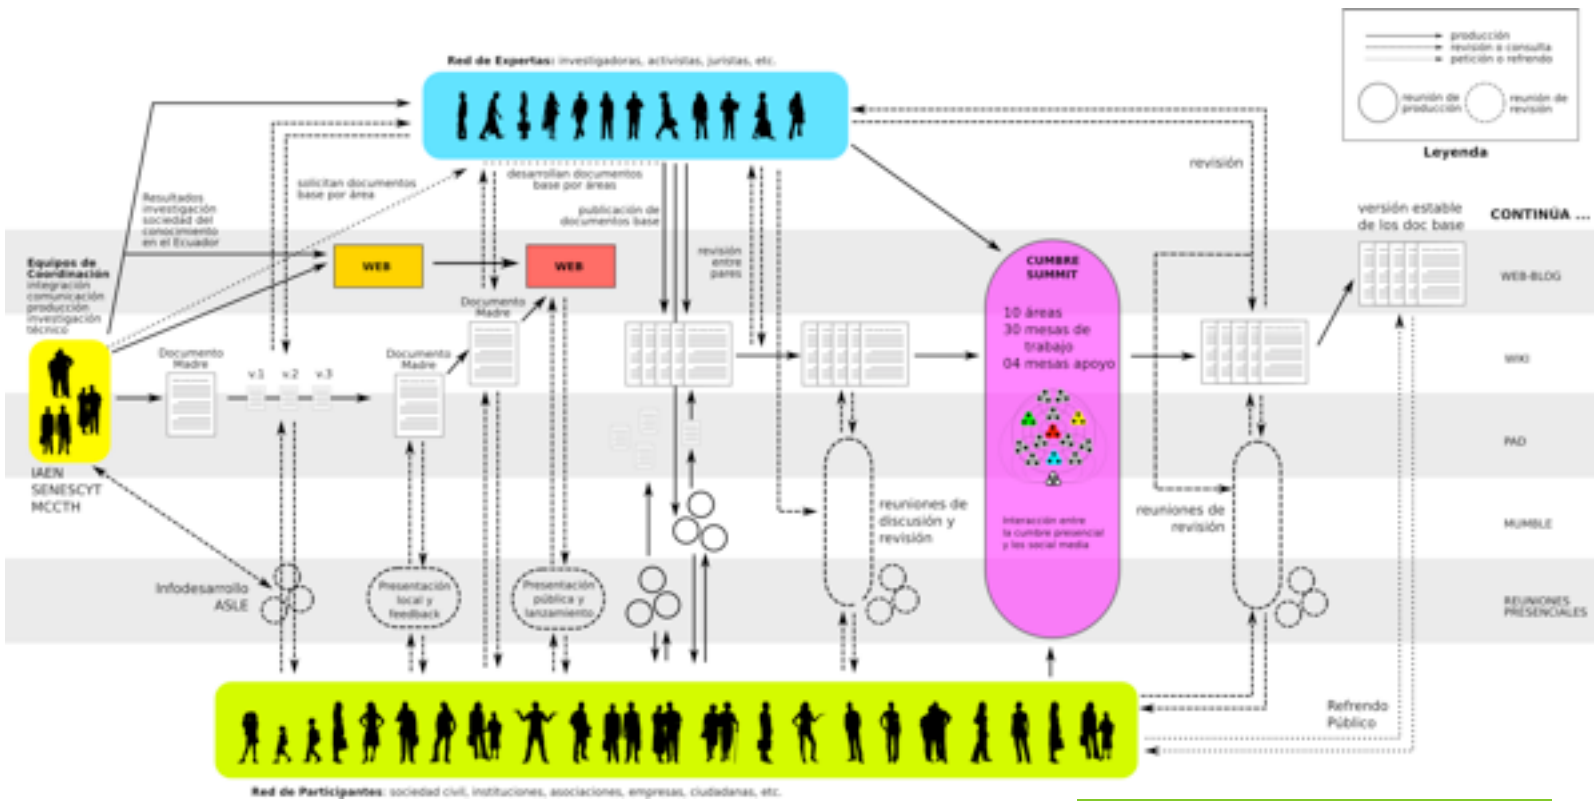 Red de Expertas: investigadoras, activistas, juristas, etc.
producción
revisión o consulta
petición o refrendo
reunión de
producción
reunión de
revisión
Leyenda
solicitan documentos
base por área
desarrollan documentos
base por áreas
publicación de
documentos base
revisión
entre
pares
revisión
versión estable
de los doc base
CONTINÚA ...
Resultados
investigación
sociedad del
conocimiento
en el Ecuador
Equipos de
Coordinación
integración
comunicación
producción
investigación
técnico
WEB
WEB
CUMBRE
SUMMIT
10 áreas
30 mesas de
trabajo
04 mesas apoyo
Interacción entre
la cumbre presencial
y los social media
WEB-BLOG
WIKI
PAD
MUMBLE
REUNIONES
PRESENCIALES
Documento
Madre
v.1
v.2
v.3
Documento
Madre
Documento
Madre
IAEN
SENESCYT
MCCTH
Infodesarrollo
ASLE
Presentación
local y
feedback
Presentación
pública y
lanzamiento
reuniones de
discusión y
revisión
reuniones de
revisión
Refrendo
Público
Red de Participantes: sociedad civil, instituciones, asociaciones, empresas, ciudadanas, etc.